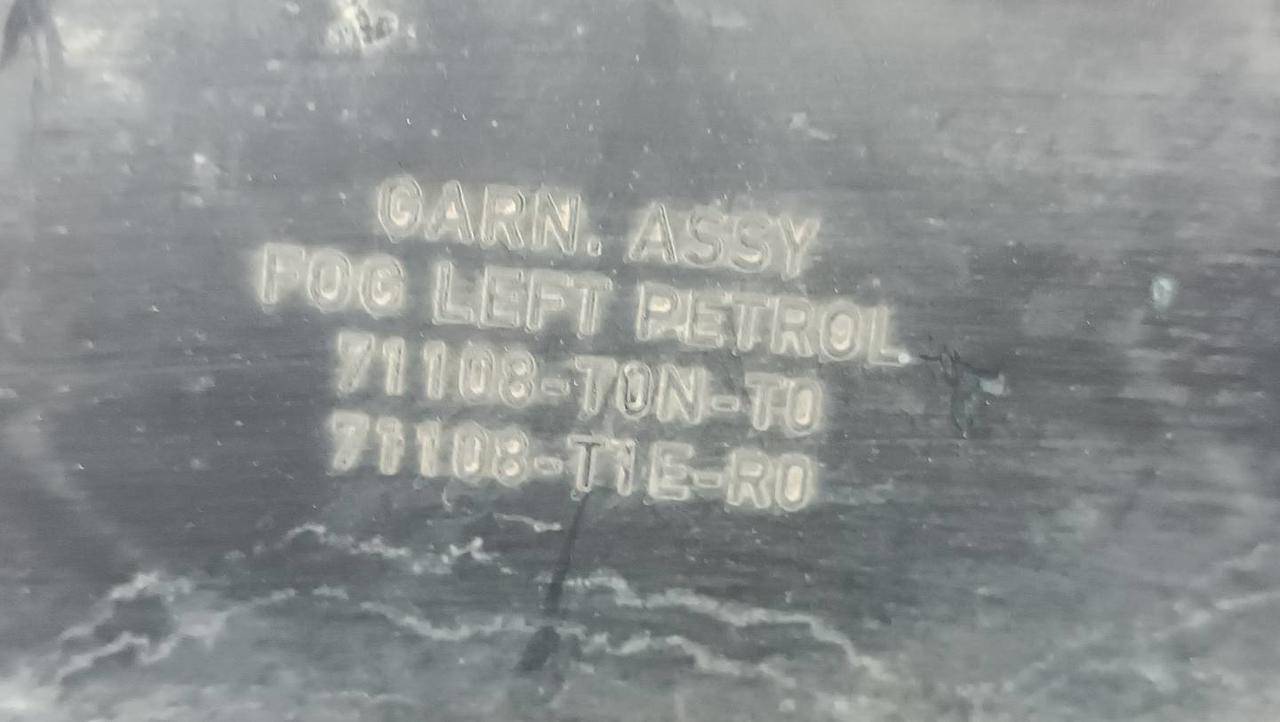 GARN. ASSY
FOG LEFT PETROL
71108-T0N-T0
71108-T1E-R0